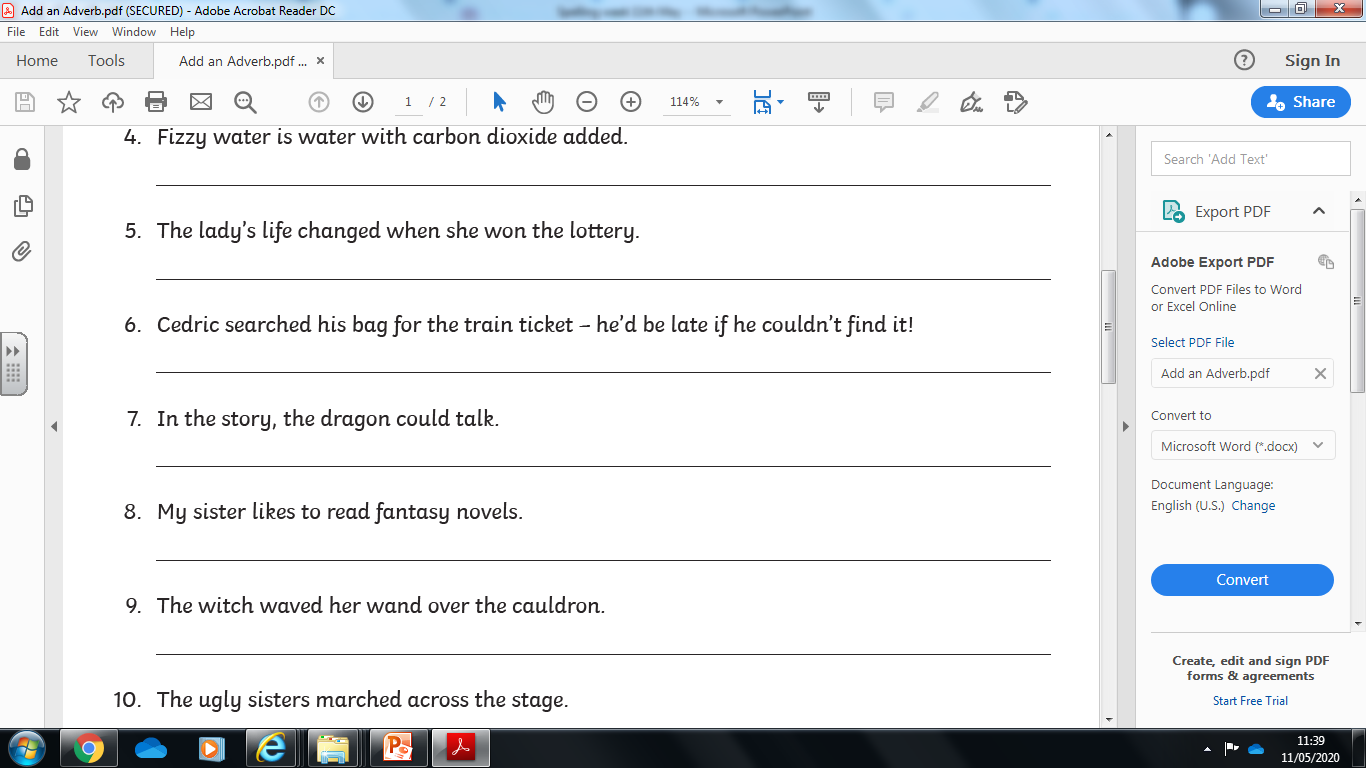 Add an Adverb.pdf (SECURED) - Adobe Acrobat Reader DC
Spelling week 11th May - Microsoft PowerPoint
File Edit View Window Help
Home Tools Add an Adverb.pdf ... × Sign In
1 / 2 114% Share
4. Fizzy water is water with carbon dioxide added.
5. The lady's life changed when she won the lottery.
6. Cedric searched his bag for the train ticket – he'd be late if he couldn't find it!
7. In the story, the dragon could talk.
8. My sister likes to read fantasy novels.
9. The witch waved her wand over the cauldron.
10. The ugly sisters marched across the stage.
Search 'Add Text'
Export PDF
Adobe Export PDF
Convert PDF Files to Word
or Excel Online
Select PDF File
Add an Adverb.pdf
Convert to
Microsoft Word (*.docx)
Document Language:
English (U.S.) Change
Convert
Create, edit and sign PDF
forms & agreements
Start Free Trial
11:39
11/05/2020